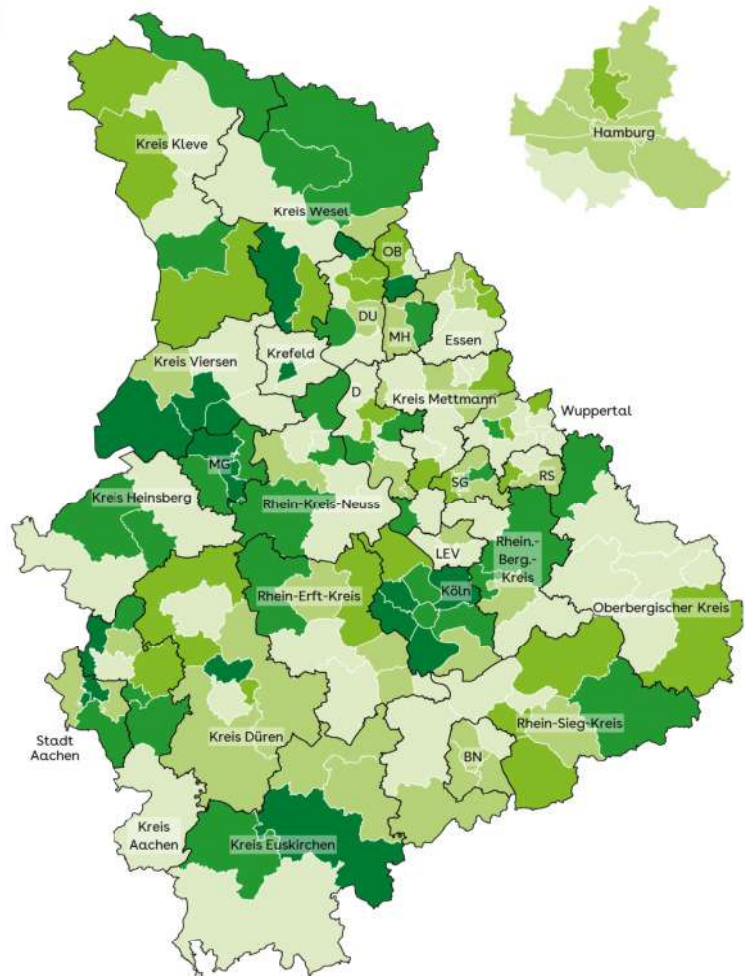 Hamburg
Kreis Kleve
Kreis Wesel
OB
DU
MH
Essen
Krefeld
Kreis Viersen
D
Kreis Mettmann
Wuppertal
MG
SG
RS
Kreis Heinsberg
Rhein-Kreis-Neuss
LEV
Rhein.-
Berg.-
Kreis
Köln
Rhein-Erft-Kreis
Oberbergischer Kreis
Rhein-Sieg-Kreis
Stadt
Aachen
Kreis Düren
BN
Kreis
Aachen
Kreis Euskirchen